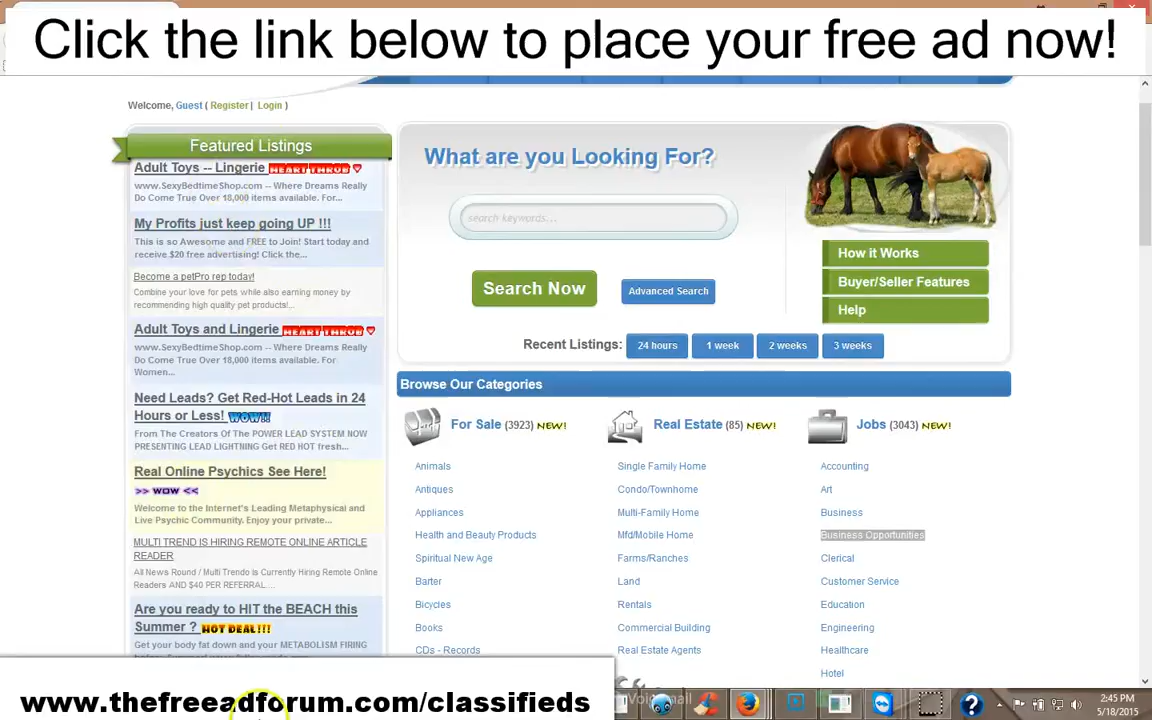 Click the link below to place your free ad now!
Welcome, Guest ( Register | Login )
Featured Listings
Adult Toys -- Lingerie HEART THROB
www.SexyBedtimeShop.com -- Where Dreams Really
Do Come True Over 18,000 items available. For...
My Profits just keep going UP !!!
This is so Awesome and FREE to Join! Start today and
receive $20 free advertising! Click the...
Become a petPro rep today!
Combine your love for pets while also earning money by
recommending high quality pet products!...
Adult Toys and Lingerie HEART THROB
www.SexyBedtimeShop.com -- Where Dreams Really
Do Come True Over 18,000 items available. For
Women...
Need Leads? Get Red-Hot Leads in 24
Hours or Less! WOW!!
From The Creators Of The POWER LEAD SYSTEM NOW
PRESENTING LEAD LIGHTNING Get RED HOT fresh...
Real Online Psychics See Here!
>> WOW <<
Welcome to the Internet's Leading Metaphysical and
Live Psychic Community. Enjoy your private...
MULTI TREND IS HIRING REMOTE ONLINE ARTICLE
READER
All News Round / Multi Trendo is Currently Hiring Remote Online
Readers AND $40 PER REFERRAL....
Are you ready to HIT the BEACH this
Summer ? HOT DEAL!!!
Get your body fat down and your METABOLISM FIRING
What are you Looking For?
search keywords...
Search Now
Advanced Search
How it Works
Buyer/Seller Features
Help
Recent Listings: 24 hours 1 week 2 weeks 3 weeks
Browse Our Categories
For Sale (3923) NEW!
Animals
Antiques
Appliances
Health and Beauty Products
Spiritual New Age
Barter
Bicycles
Books
CDs - Records
Real Estate (85) NEW!
Single Family Home
Condo/Townhome
Multi-Family Home
Mfd/Mobile Home
Farms/Ranches
Land
Rentals
Commercial Building
Real Estate Agents
Jobs (3043) NEW!
Accounting
Art
Business
Business Opportunities
Clerical
Customer Service
Education
Engineering
Healthcare
Hotel
www.thefreeadforum.com/classifieds
2:45 PM
5/18/2015